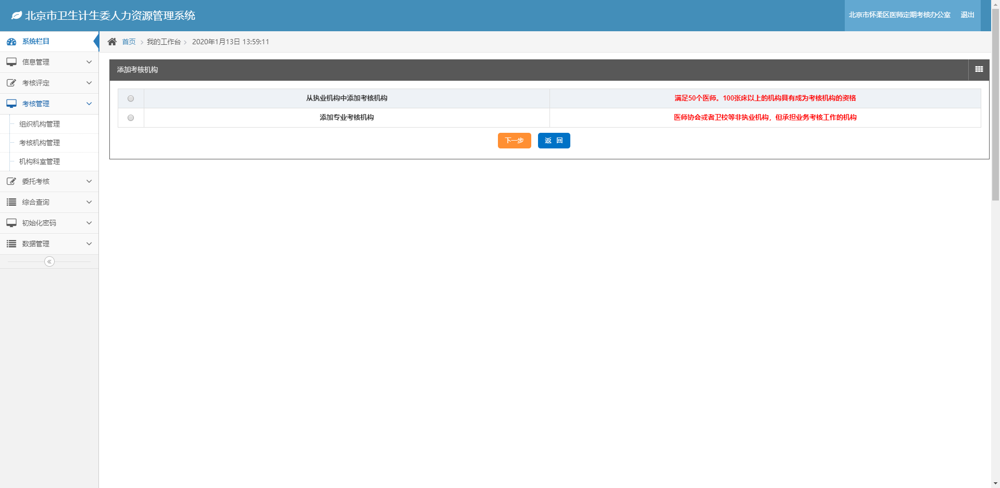 北京市卫生计生委人力资源管理系统
北京市怀柔区医师定期考核办公室 退出
系统栏目
首页 我的工作台 2020年1月13日 13:59:11
信息管理
考核评定
考核管理
组织机构管理
考核机构管理
机构科室管理
委托考核
综合查询
初始化密码
数据管理
添加考核机构
从执业机构中添加考核机构 满足50个医师。100张床以上的机构具有成为考核机构的资格
添加专业考核机构 医师协会或者卫校等非执业机构，但承担业务考核工作的机构
下一步 返 回